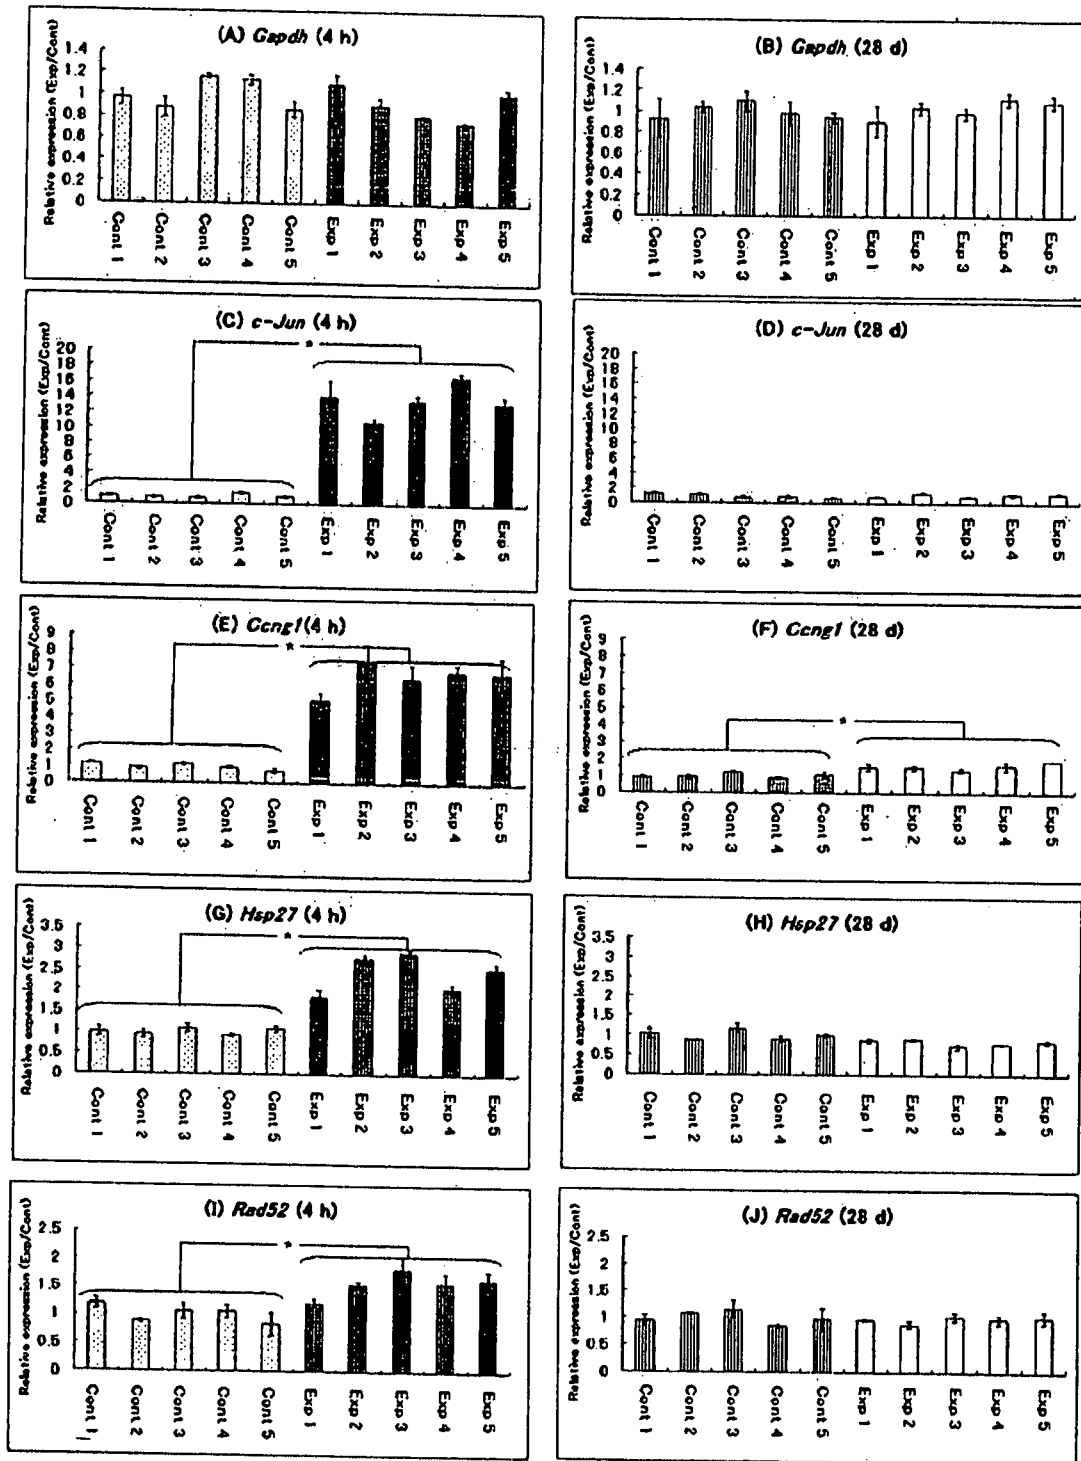 (A) Gapdh (4 h)
Relative expression (Exp/Cont)
1.4
1.2
1
0.8
0.6
0.4
0.2
0
Cont 1
Cont 2
Cont 3
Cont 4
Cont 5
Exp 1
Exp 2
Exp 3
Exp 4
Exp 5
(B) Gapdh (28 d)
Relative expression (Exp/Cont)
1.4
1.2
1
0.8
0.6
0.4
0.2
0
Cont 1
Cont 2
Cont 3
Cont 4
Cont 5
Exp 1
Exp 2
Exp 3
Exp 4
Exp 5
(C) c-Jun (4 h)
*
Relative expression (Exp/Cont)
20
18
16
14
12
10
8
6
4
2
0
Cont 1
Cont 2
Cont 3
Cont 4
Cont 5
Exp 1
Exp 2
Exp 3
Exp 4
Exp 5
(D) c-Jun (28 d)
Relative expression (Exp/Cont)
20
18
16
14
12
10
8
6
4
2
0
Cont 1
Cont 2
Cont 3
Cont 4
Cont 5
Exp 1
Exp 2
Exp 3
Exp 4
Exp 5
(E) Ccng1 (4 h)
*
Relative expression (Exp/Cont)
9
8
7
6
5
4
3
2
1
0
Cont 1
Cont 2
Cont 3
Cont 4
Cont 5
Exp 1
Exp 2
Exp 3
Exp 4
Exp 5
(F) Ccng1 (28 d)
*
Relative expression (Exp/Cont)
9
8
7
6
5
4
3
2
1
0
Cont 1
Cont 2
Cont 3
Cont 4
Cont 5
Exp 1
Exp 2
Exp 3
Exp 4
Exp 5
(G) Hsp27 (4 h)
*
Relative expression (Exp/Cont)
3.5
3
2.5
2
1.5
1
0.5
0
Cont 1
Cont 2
Cont 3
Cont 4
Cont 5
Exp 1
Exp 2
Exp 3
Exp 4
Exp 5
(H) Hsp27 (28 d)
Relative expression (Exp/Cont)
3.5
3
2.5
2
1.5
1
0.5
0
Cont 1
Cont 2
Cont 3
Cont 4
Cont 5
Exp 1
Exp 2
Exp 3
Exp 4
Exp 5
(I) Rad52 (4 h)
*
Relative expression (Exp/Cont)
2.5
2
1.5
1
0.5
0
Cont 1
Cont 2
Cont 3
Cont 4
Cont 5
Exp 1
Exp 2
Exp 3
Exp 4
Exp 5
(J) Rad52 (28 d)
Relative expression (Exp/Cont)
2.5
2
1.5
1
0.5
0
Cont 1
Cont 2
Cont 3
Cont 4
Cont 5
Exp 1
Exp 2
Exp 3
Exp 4
Exp 5